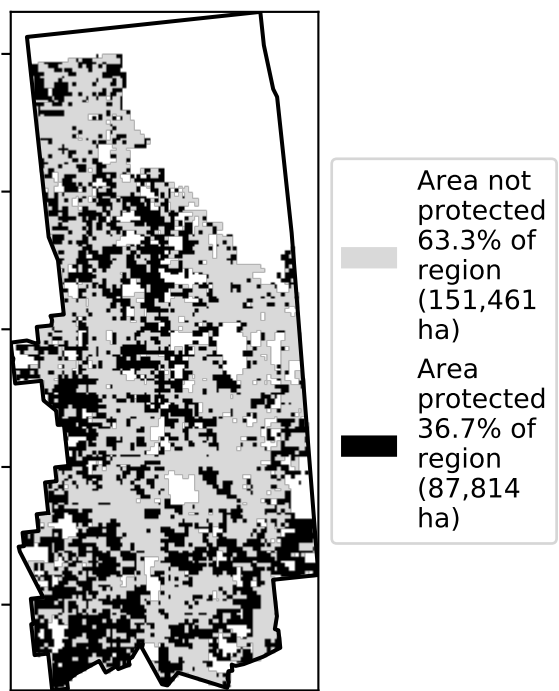 Area not
protected
63.3% of
region
(151,461
ha)
Area
protected
36.7% of
region
(87,814
ha)